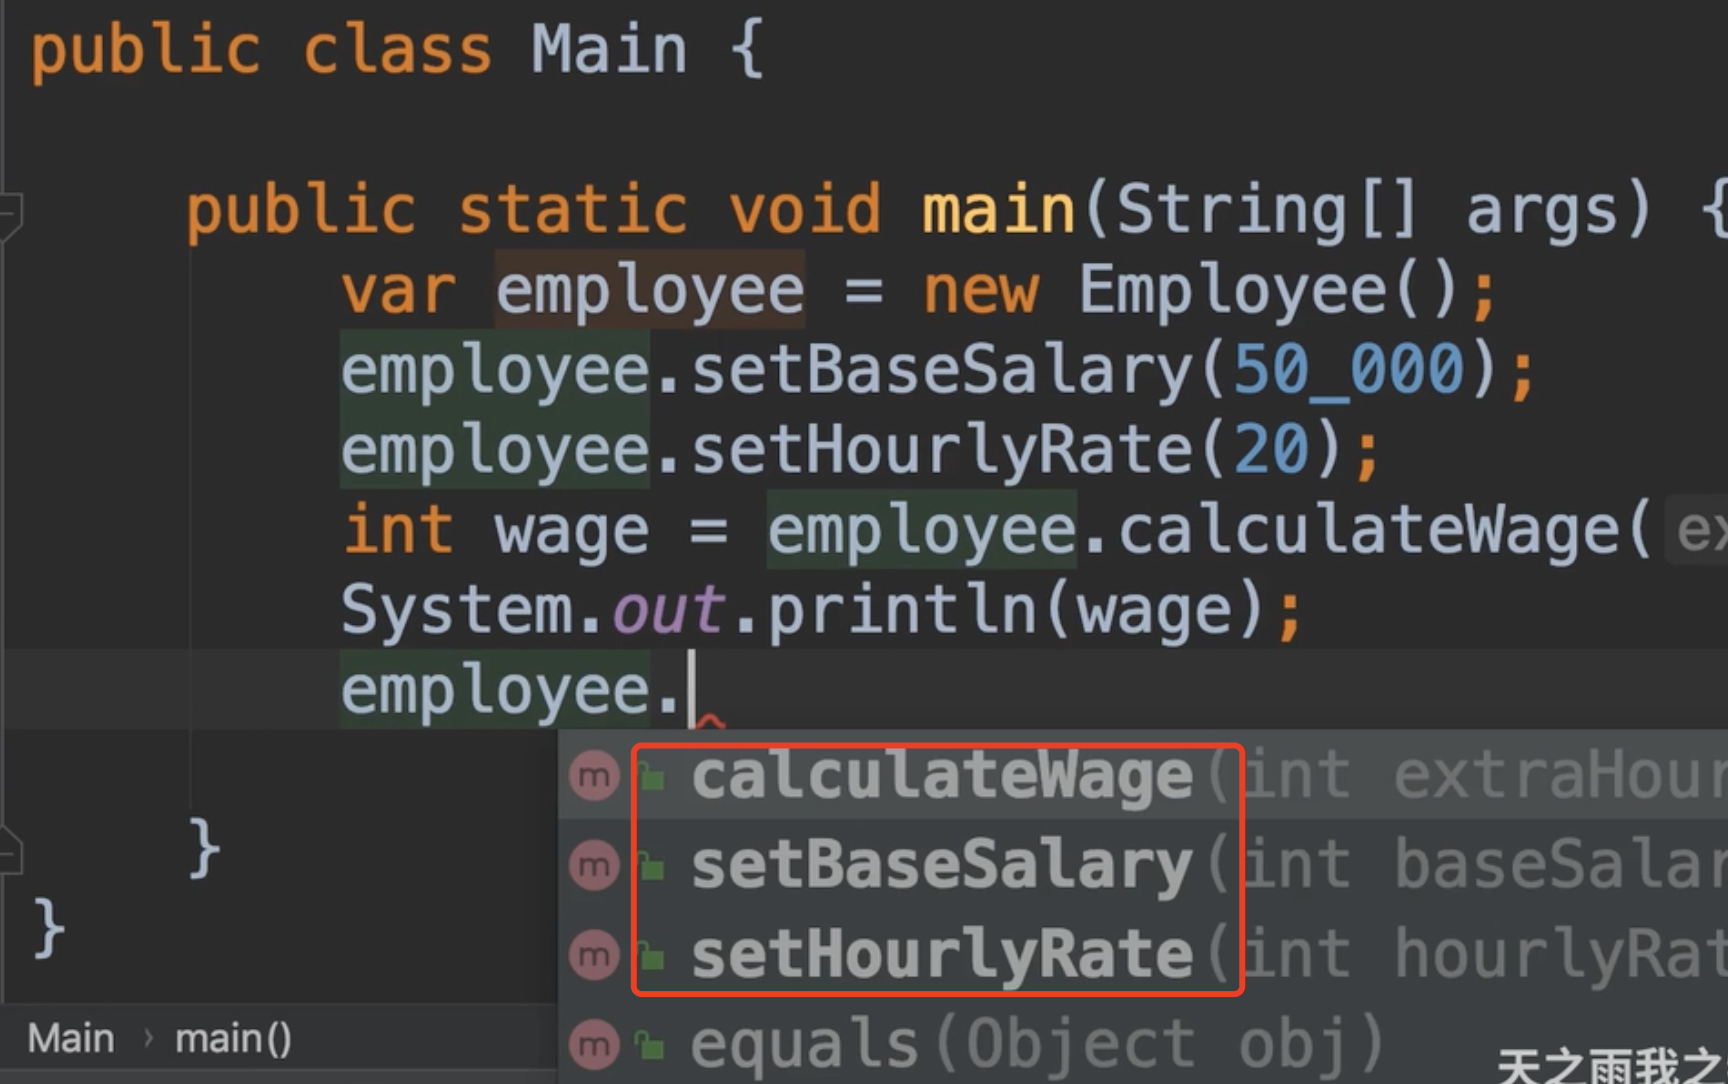 public class Main {
public static void main(String[] args) {
var employee = new Employee();
employee.setBaseSalary(50_000);
employee.setHourlyRate(20);
int wage = employee.calculateWage(
System.out.println(wage);
employee.
m calculateWage(int extraHour
m setBaseSalary(int baseSalar
m setHourlyRate(int hourlyRat
m equals(Object obj)
}
}
Main › main()
天之雨我之